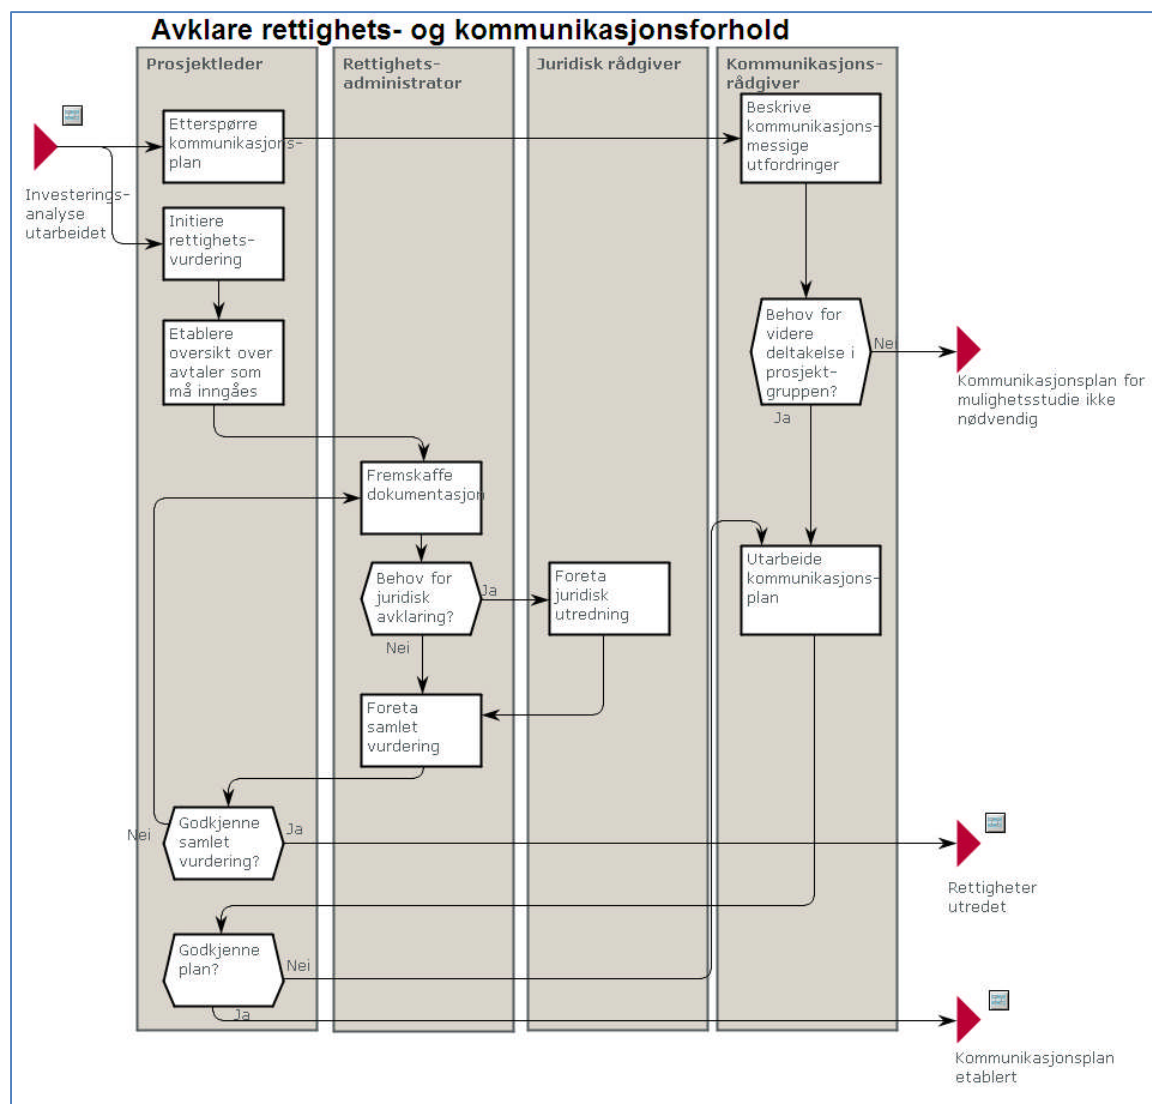 Avklare rettighets- og kommunikasjonsforhold
Prosjektleder
Rettighets-
administrator
Juridisk rådgiver
Kommunikasjons-
rådgiver
Etterspørre
kommunikasjons-
plan
Beskrive
kommunikasjons-
messige
utfordringer
Investerings-
analyse
utarbeidet
Initiere
rettighets-
vurdering
Etablere
oversikt over
avtaler som
må inngåes
Behov for
videre
deltakelse i
prosjekt-
gruppen?
Nei
Ja
Kommunikasjonsplan for
mulighetsstudie ikke
nødvendig
Fremskaffe
dokumentasjon
Behov for
juridisk
avklaring?
Ja
Nei
Foreta
juridisk
utredning
Utarbeide
kommunikasjons-
plan
Foreta
samlet
vurdering
Godkjenne
samlet
vurdering?
Nei
Ja
Rettigheter
utredet
Godkjenne
plan?
Nei
Ja
Kommunikasjonsplan
etablert